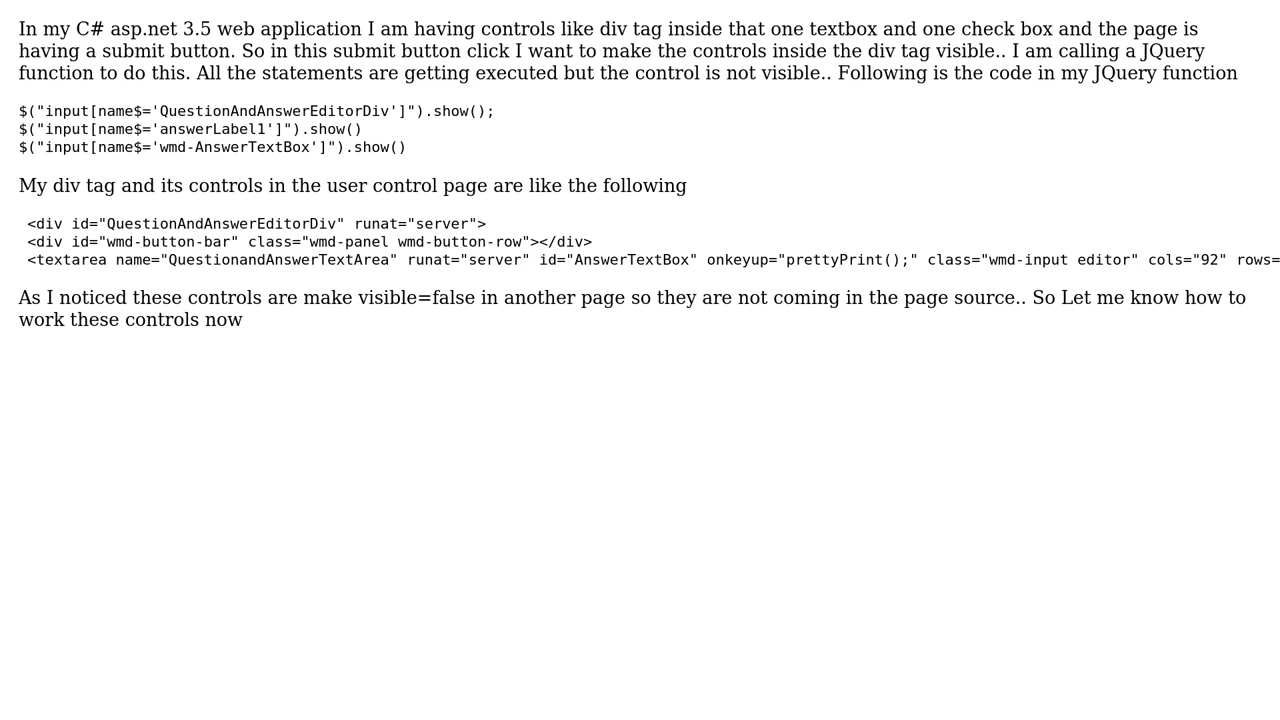 In my C# asp.net 3.5 web application I am having controls like div tag inside that one textbox and one check box and the page is
having a submit button. So in this submit button click I want to make the controls inside the div tag visible.. I am calling a JQuery
function to do this. All the statements are getting executed but the control is not visible.. Following is the code in my JQuery function
$("input[name$='QuestionAndAnswerEditorDiv']").show();
$("input[name$='answerLabel1']").show()
$("input[name$='wmd-AnswerTextBox']").show()
My div tag and its controls in the user control page are like the following
<div id="QuestionAndAnswerEditorDiv" runat="server">
<div id="wmd-button-bar" class="wmd-panel wmd-button-row"></div>
<textarea name="QuestionandAnswerTextArea" runat="server" id="AnswerTextBox" onkeyup="prettyPrint();" class="wmd-input editor" cols="92" rows=
As I noticed these controls are make visible=false in another page so they are not coming in the page source.. So Let me know how to
work these controls now